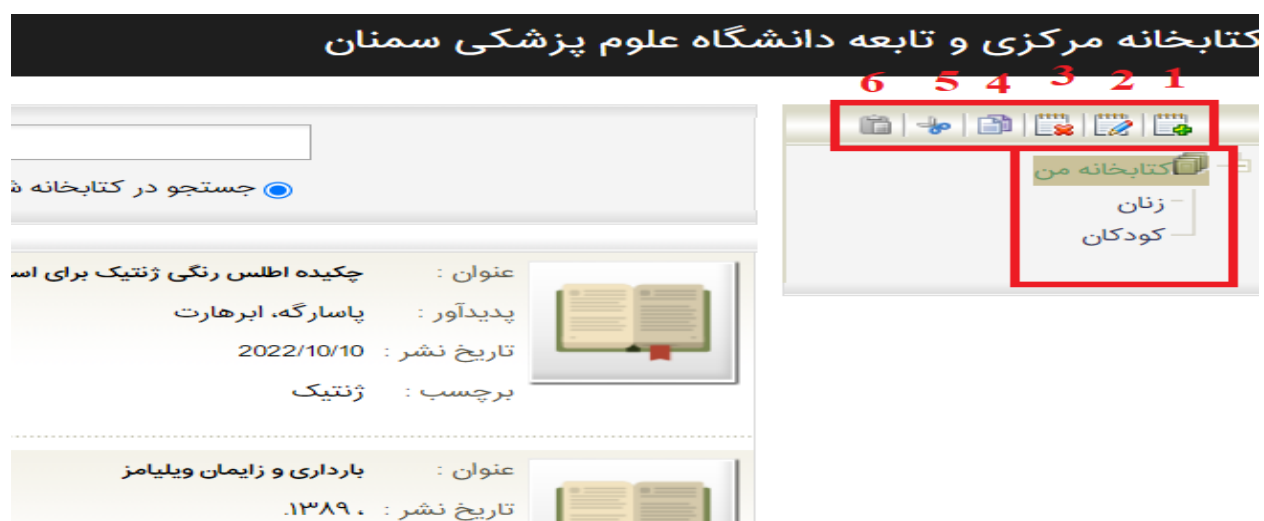 کتابخانه مرکزی و تابعه دانشگاه علوم پزشکی سمنان
1 2 3 4 5 6
کتابخانه من
زنان
کودکان
جستجو در کتابخانه
عنوان : چکیده اطلس رنگی ژنتیک برای
پدیدآور : پاسارگه، ابرهارت
تاریخ نشر : 2022/10/10
برچسب : ژنتیک
عنوان : بارداری و زایمان ویلیامز
تاریخ نشر : ، ۱۳۸۹.